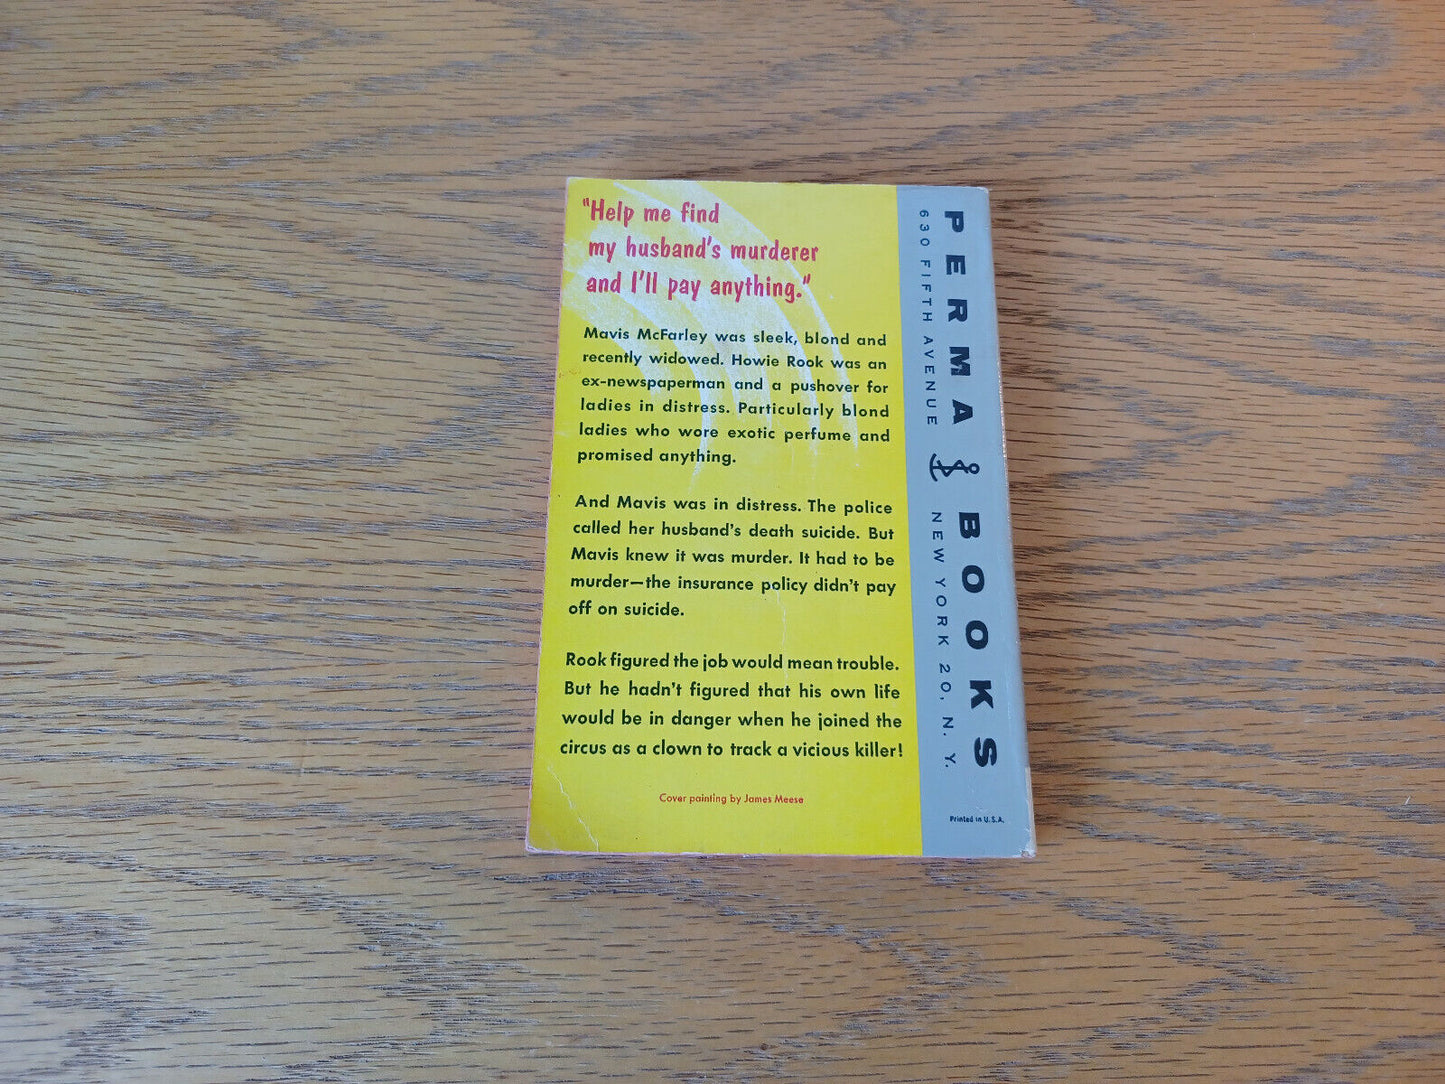 "Help me find
my husband's murderer
and I'll pay anything."
Mavis McFarley was sleek, blond and
recently widowed. Howie Rook was an
ex-newspaperman and a pushover for
ladies in distress. Particularly blond
ladies who wore exotic perfume and
promised anything.
And Mavis was in distress. The police
called her husband's death suicide. But
Mavis knew it was murder. It had to be
murder—the insurance policy didn't pay
off on suicide.
Rook figured the job would mean trouble.
But he hadn't figured that his own life
would be in danger when he joined the
circus as a clown to track a vicious killer!
Cover painting by James Meese
PERMA BOOKS
630 FIFTH AVENUE NEW YORK 20, N. Y.
Printed in U.S.A.